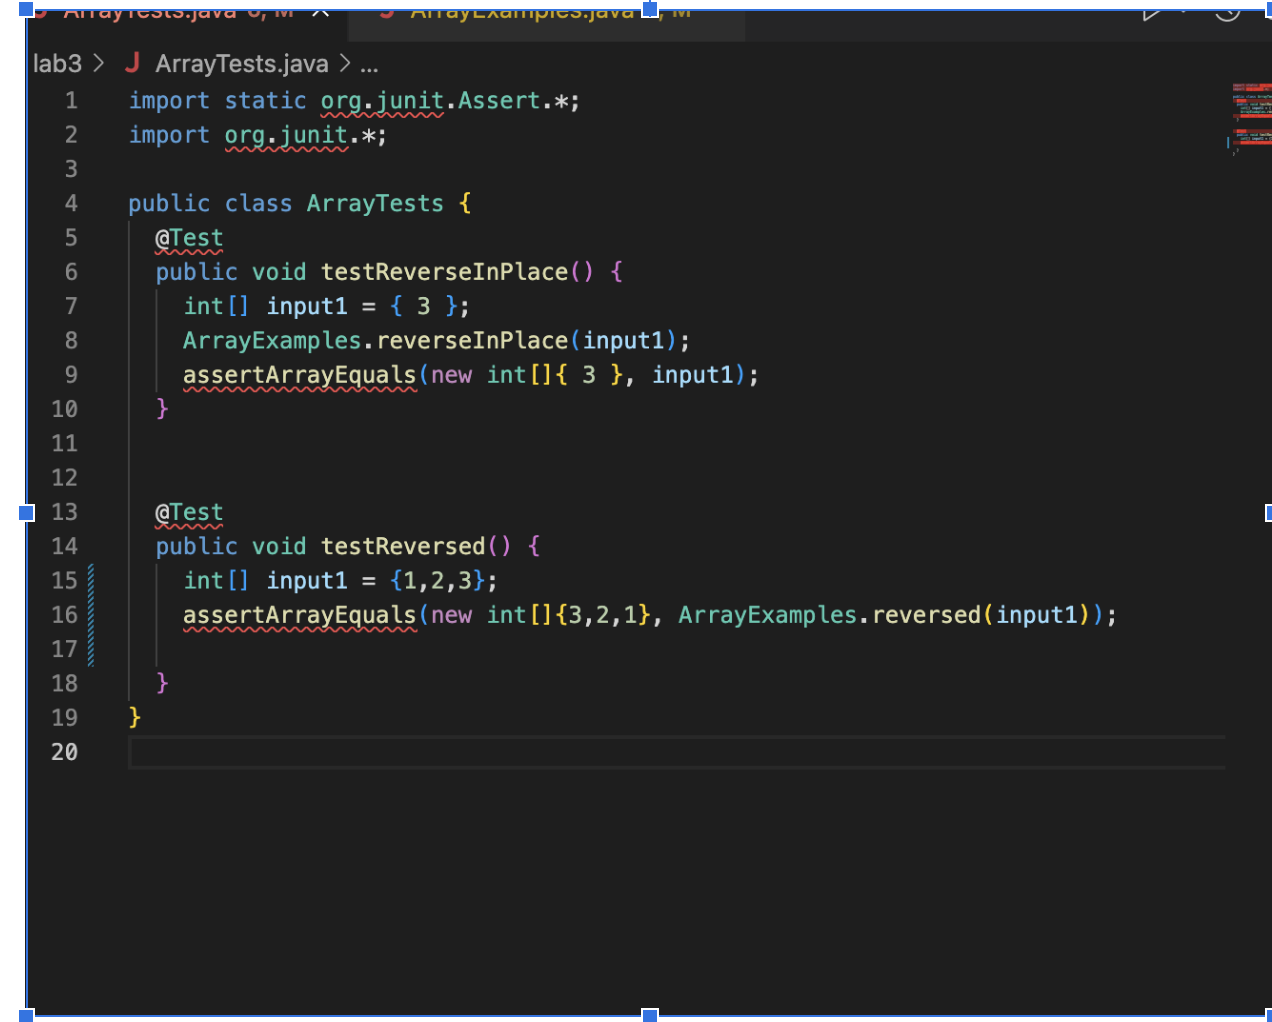 ArrayTests.java 6, M ArrayExamples.java M
lab3 > J ArrayTests.java > ...
1 import static org.junit.Assert.*;
2 import org.junit.*;
3
4 public class ArrayTests {
5 @Test
6 public void testReverseInPlace() {
7 int[] input1 = { 3 };
8 ArrayExamples.reverseInPlace(input1);
9 assertArrayEquals(new int[]{ 3 }, input1);
10 }
11
12
13 @Test
14 public void testReversed() {
15 int[] input1 = {1,2,3};
16 assertArrayEquals(new int[]{3,2,1}, ArrayExamples.reversed(input1));
17
18 }
19 }
20